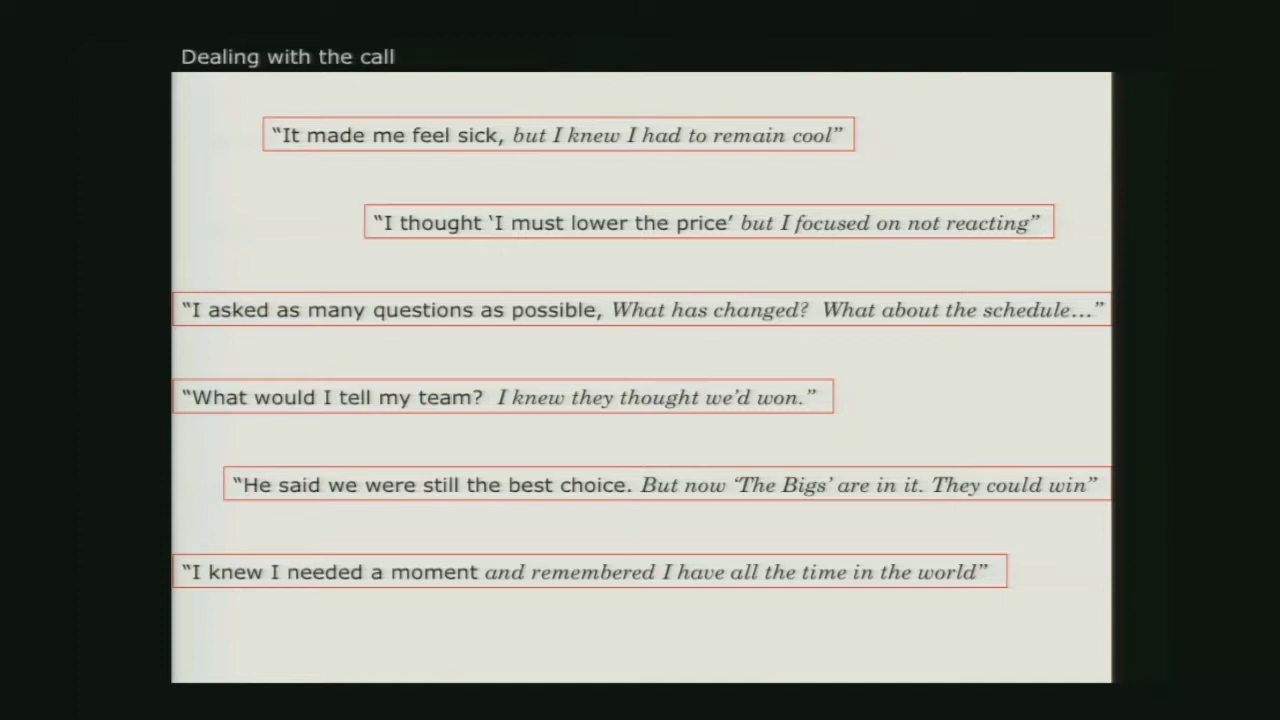 Dealing with the call
“It made me feel sick, but I knew I had to remain cool”
“I thought ‘I must lower the price’ but I focused on not reacting”
“I asked as many questions as possible, What has changed?  What about the schedule…”
“What would I tell my team?  I knew they thought we’d won.”
“He said we were still the best choice. But now ‘The Bigs’ are in it. They could win”
“I knew I needed a moment and remembered I have all the time in the world”